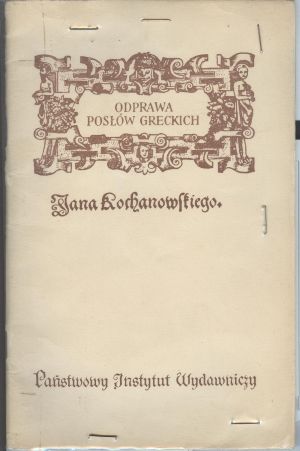 ODPRAWA
POSŁÓW GRECKICH
Jana Kochanowskiego.
Państwowy Instytut Wydawniczy